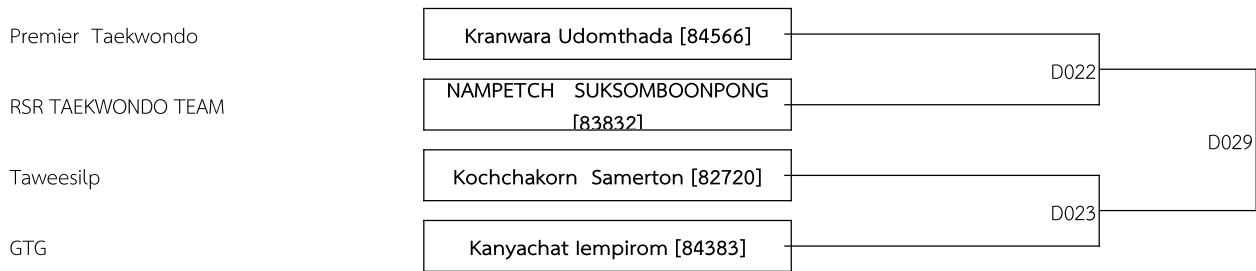 Premier Taekwondo
Kranwara Udomthada [84566]
D022
RSR TAEKWONDO TEAM
NAMPETCH SUKSOMBOONPONG
[83832]
D029
Taweesilp
Kochchakorn Samerton [82720]
D023
GTG
Kanyachat Iempirom [84383]